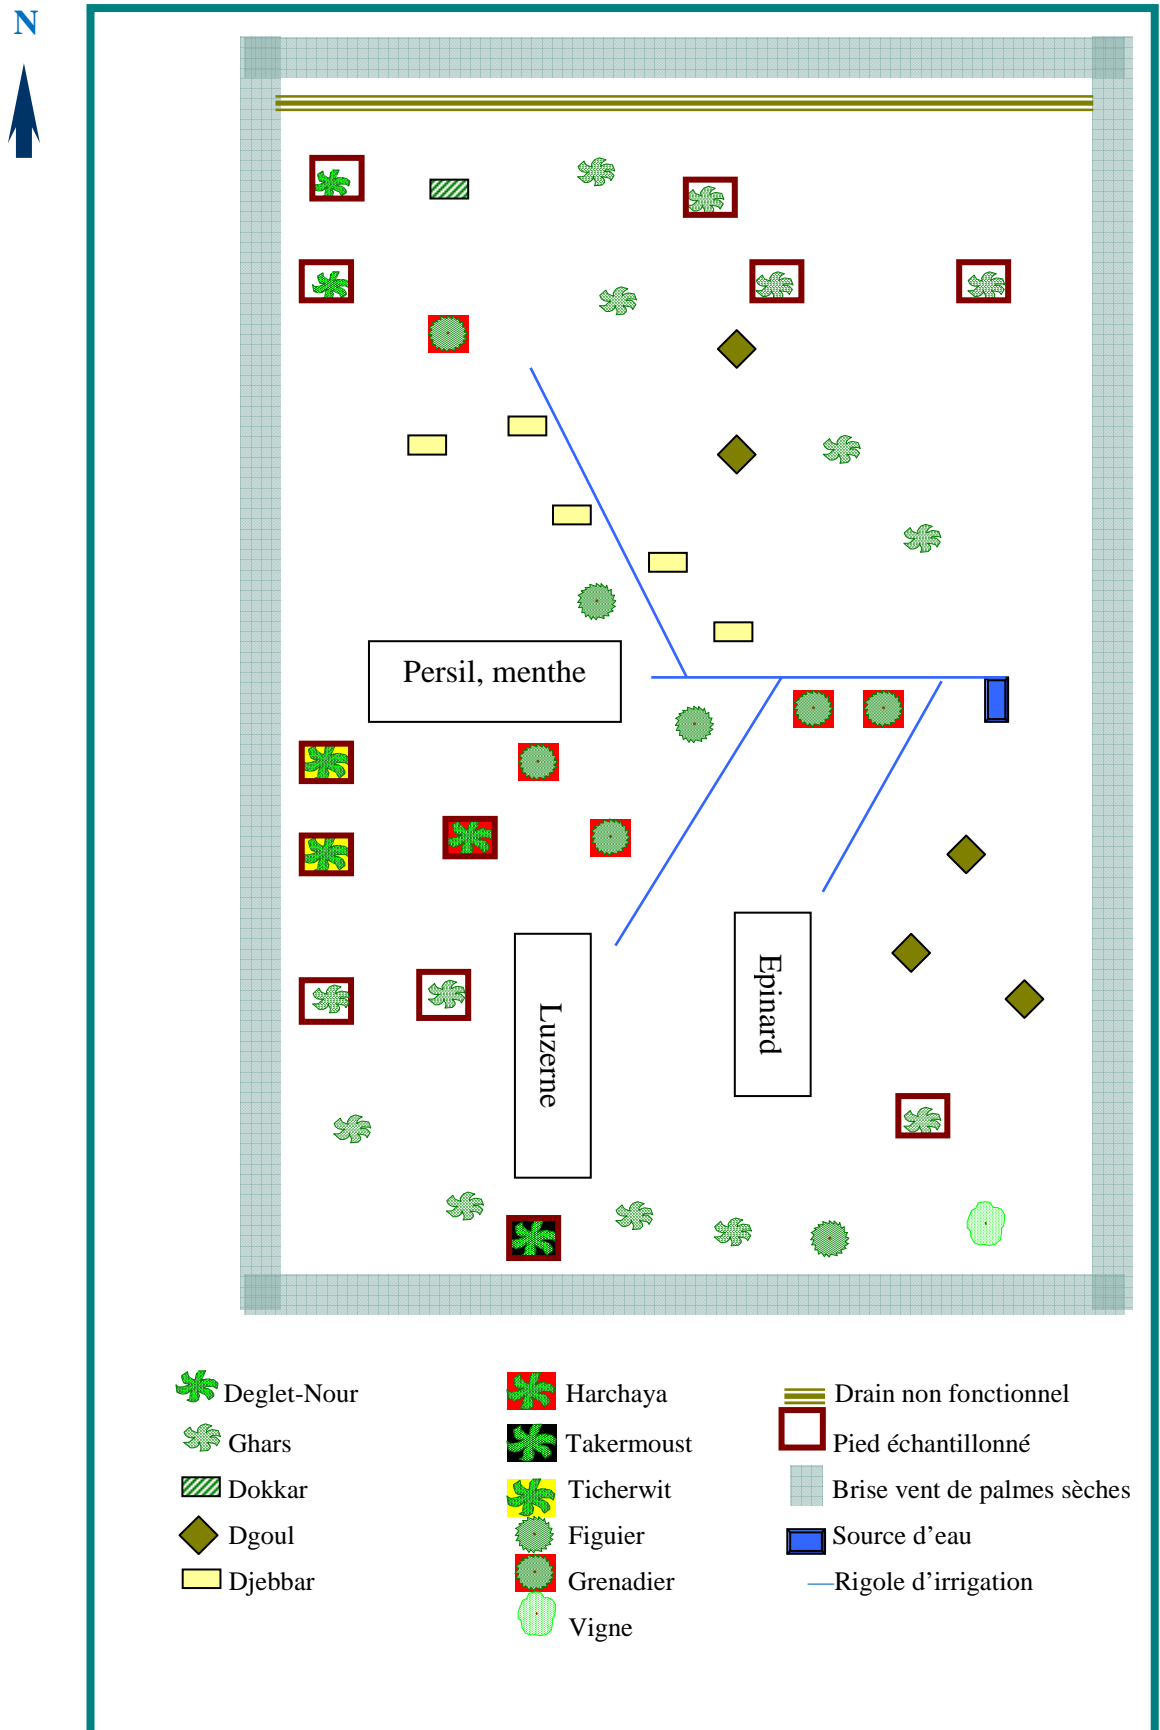 N
Persil, menthe
Luzerne
Epinard
Deglet-Nour
Harchaya
Drain non fonctionnel
Ghars
Takermoust
Pied échantillonné
Dokkar
Ticherwit
Brise vent de palmes sèches
Dgoul
Figuier
Source d’eau
Djebbar
Grenadier
Rigole d’irrigation
Vigne